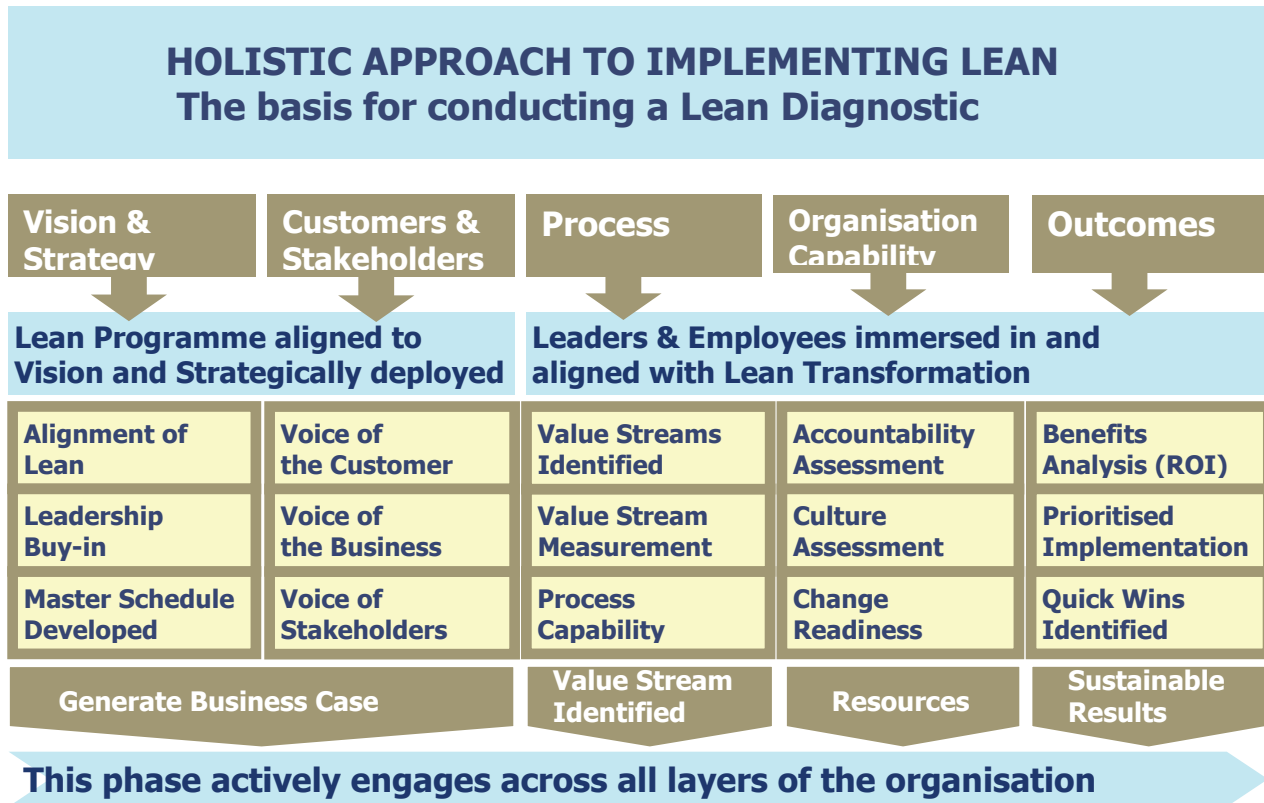 HOLISTIC APPROACH TO IMPLEMENTING LEAN
The basis for conducting a Lean Diagnostic
Vision &
Strategy
Customers &
Stakeholders
Process
Organisation
Capability
Outcomes
Lean Programme aligned to
Vision and Strategically deployed
Leaders & Employees immersed in and
aligned with Lean Transformation
Alignment of
Lean
Voice of
the Customer
Value Streams
Identified
Accountability
Assessment
Benefits
Analysis (ROI)
Leadership
Buy-in
Voice of
the Business
Value Stream
Measurement
Culture
Assessment
Prioritised
Implementation
Master Schedule
Developed
Voice of
Stakeholders
Process
Capability
Change
Readiness
Quick Wins
Identified
Generate Business Case
Value Stream
Identified
Resources
Sustainable
Results
This phase actively engages across all layers of the organisation